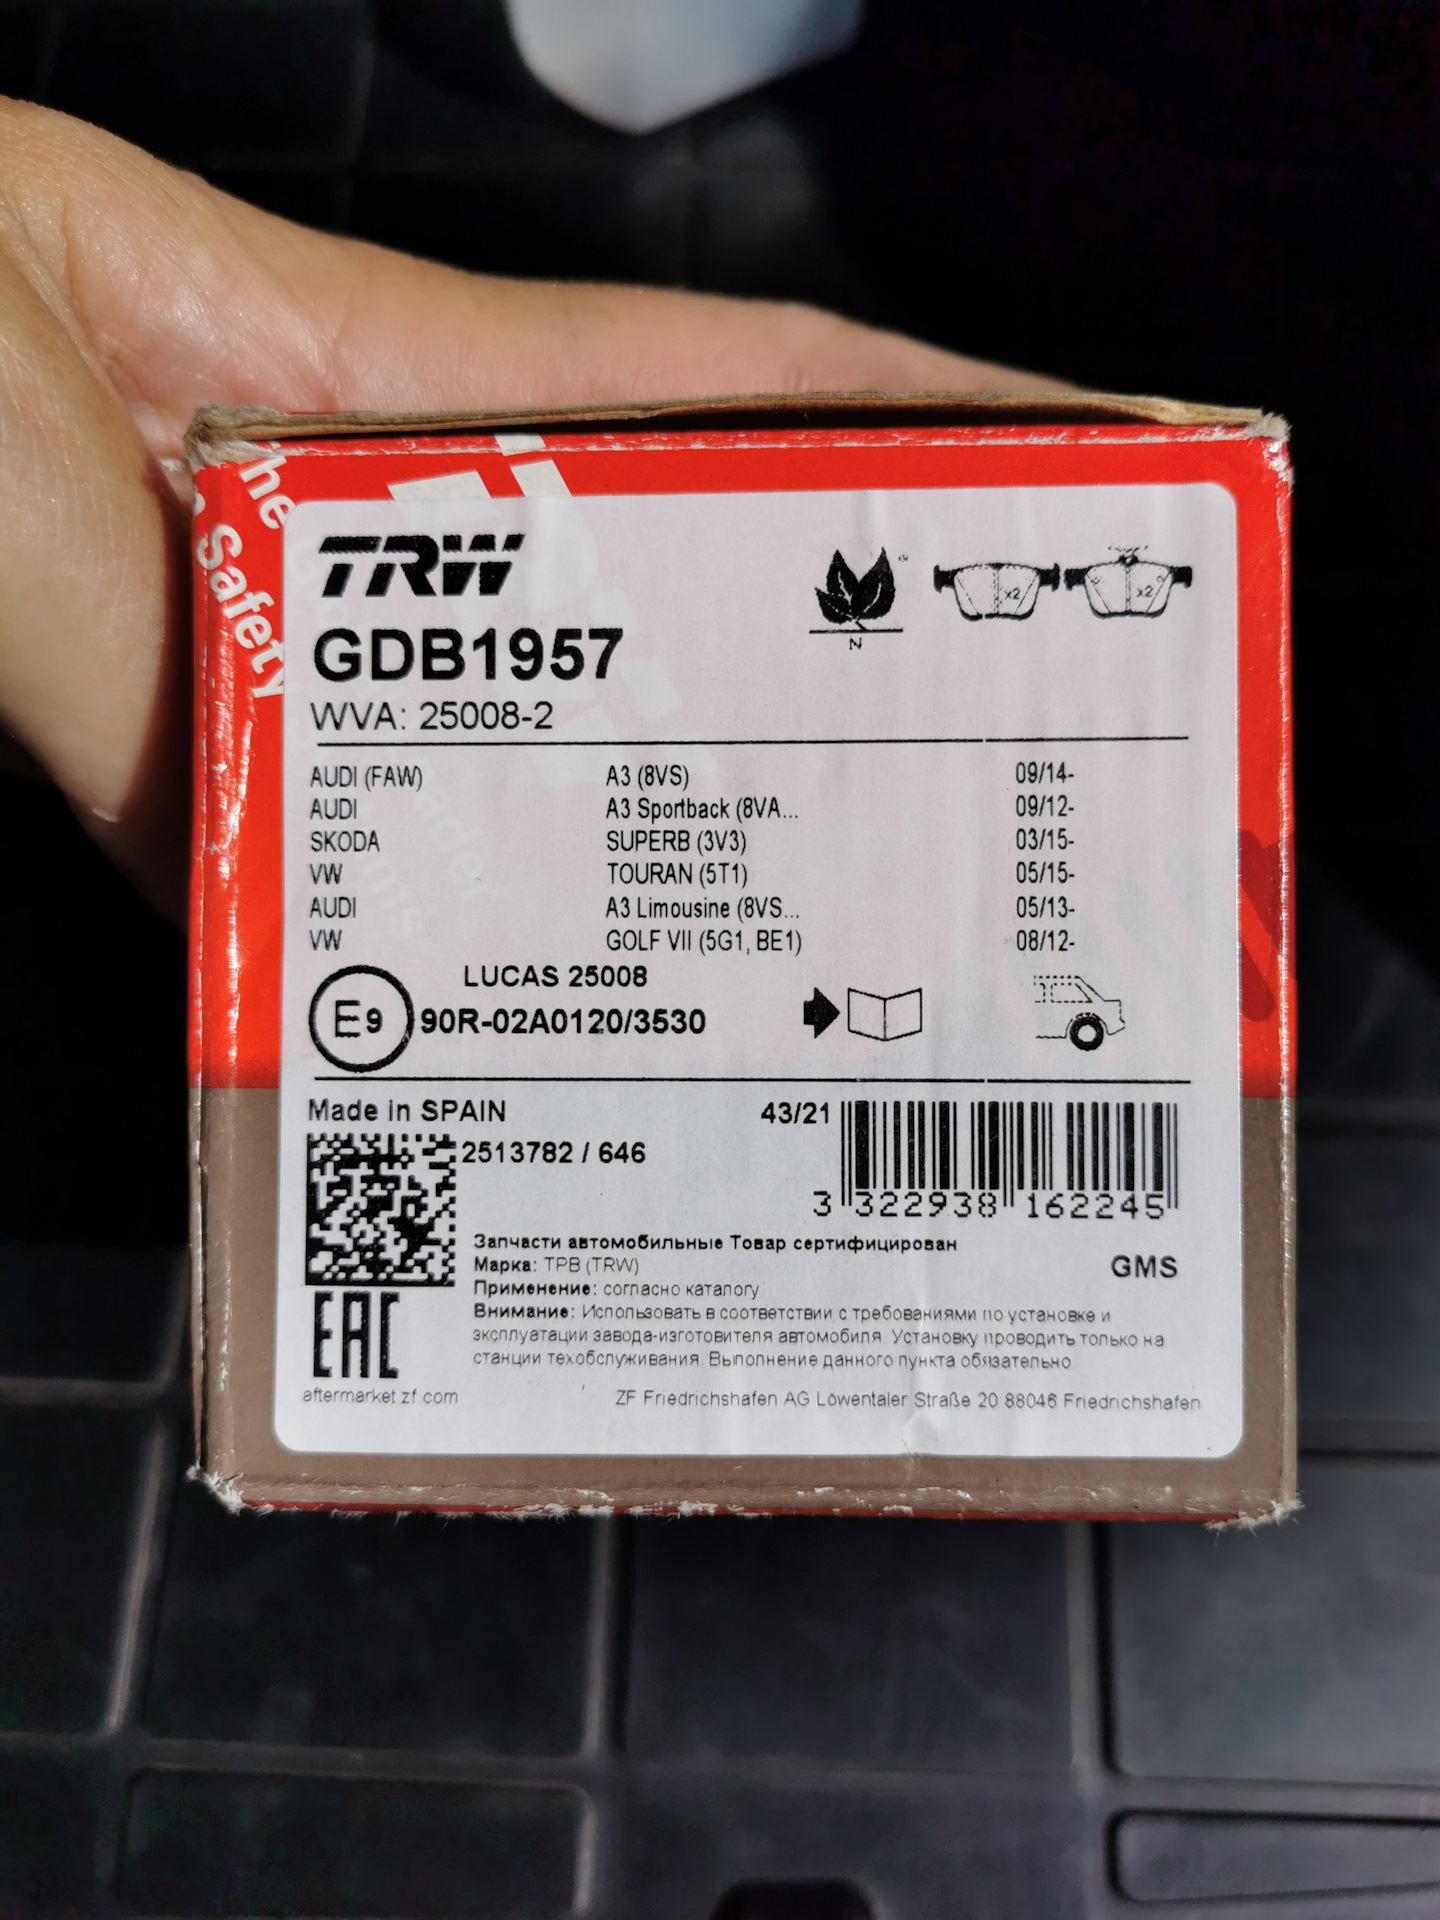 he
Safety
TRW
GDB1957
WVA: 25008-2
x2 x2
N
AUDI (FAW) A3 (8VS) 09/14-
AUDI A3 Sportback (8VA... 09/12-
SKODA SUPERB (3V3) 03/15-
VW TOURAN (5T1) 05/15-
AUDI A3 Limousine (8VS... 05/13-
VW GOLF VII (5G1, BE1) 08/12-
LUCAS 25008
E9 90R-02A0120/3530
Made in SPAIN 43/21
2513782 / 646
3 322938 162245
Запчасти автомобильные Товар сертифицирован
Марка: ТРВ (TRW) GMS
Применение: согласно каталогу
Внимание: Использовать в соответствии с требованиями по установке и
эксплуатации завода-изготовителя автомобиля. Установку проводить только на
станции техобслуживания. Выполнение данного пункта обязательно.
EAC
aftermarket.zf.com ZF Friedrichshafen AG Löwentaler Straße 20 88046 Friedrichshafen